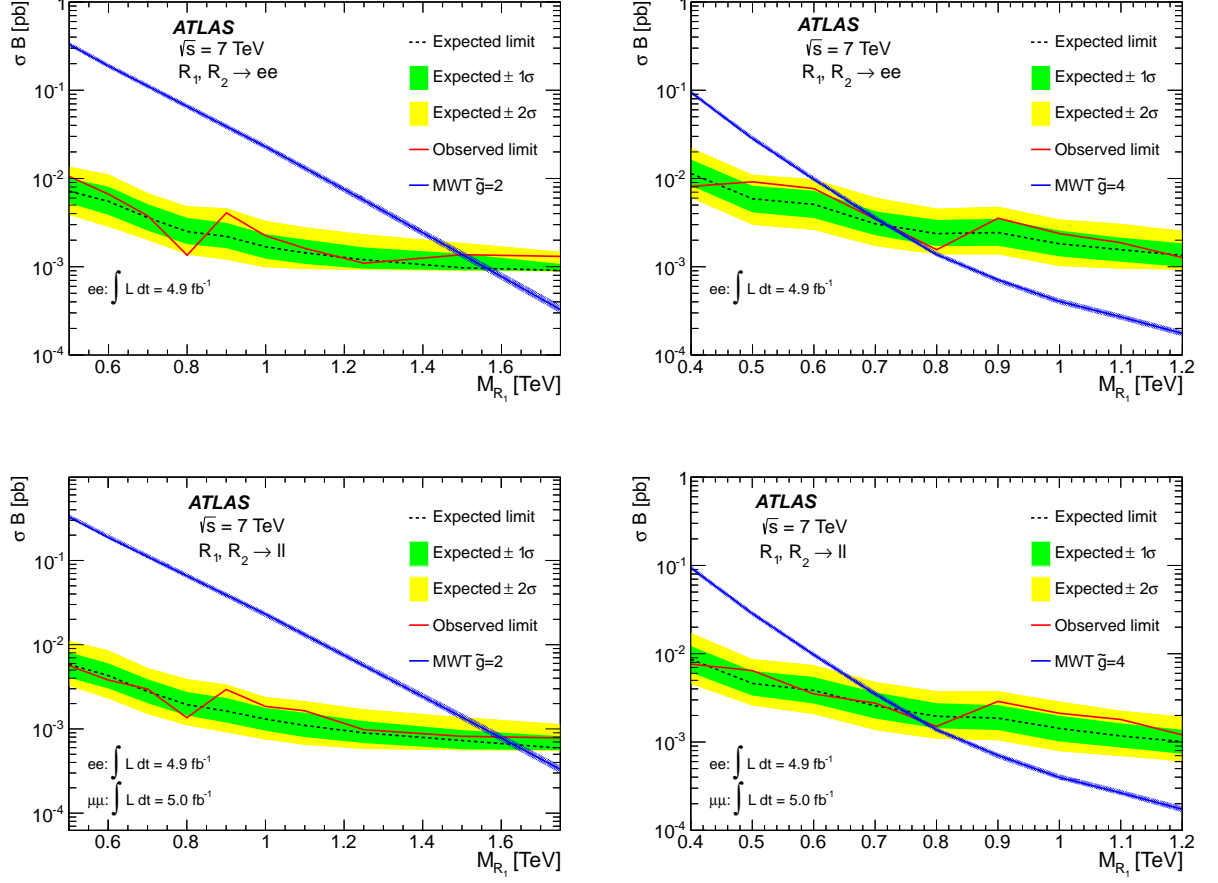 σ B [pb]
1
10-1
10-2
10-3
10-4
ATLAS
√s = 7 TeV
R1, R2 → ee
Expected limit
Expected ± 1σ
Expected ± 2σ
Observed limit
MWT g̃=2
ee: ∫ L dt = 4.9 fb-1
0.6 0.8 1 1.2 1.4 1.6
MR1 [TeV]
σ B [pb]
1
10-1
10-2
10-3
10-4
ATLAS
√s = 7 TeV
R1, R2 → ee
Expected limit
Expected ± 1σ
Expected ± 2σ
Observed limit
MWT g̃=4
ee: ∫ L dt = 4.9 fb-1
0.4 0.5 0.6 0.7 0.8 0.9 1 1.1 1.2
MR1 [TeV]
σ B [pb]
10-1
10-2
10-3
10-4
ATLAS
√s = 7 TeV
R1, R2 → ll
Expected limit
Expected ± 1σ
Expected ± 2σ
Observed limit
MWT g̃=2
ee: ∫ L dt = 4.9 fb-1
μμ: ∫ L dt = 5.0 fb-1
0.6 0.8 1 1.2 1.4 1.6
MR1 [TeV]
σ B [pb]
1
10-1
10-2
10-3
10-4
ATLAS
√s = 7 TeV
R1, R2 → ll
Expected limit
Expected ± 1σ
Expected ± 2σ
Observed limit
MWT g̃=4
ee: ∫ L dt = 4.9 fb-1
μμ: ∫ L dt = 5.0 fb-1
0.4 0.5 0.6 0.7 0.8 0.9 1 1.1 1.2
MR1 [TeV]